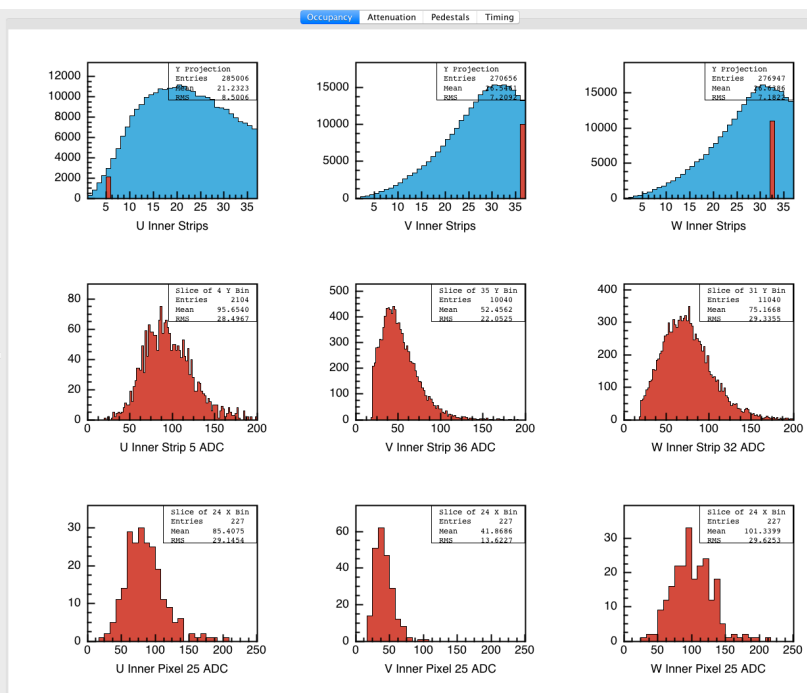 Occupancy Attenuation Pedestals Timing
Y Projection
Entries 285006
Mean 21.2323
RMS 8.5006
12000
10000
8000
6000
4000
2000
0
5 10 15 20 25 30 35
U Inner Strips
Y Projection
Entries 270656
Mean
RMS 7.2092
15000
10000
5000
0
5 10 15 20 25 30 35
V Inner Strips
Y Projection
Entries 276947
Mean
RMS
15000
10000
5000
0
5 10 15 20 25 30 35
W Inner Strips
Slice of 4 Y Bin
Entries 2104
Mean 95.6540
RMS 28.4967
80
60
40
20
0
0 50 100 150 200
U Inner Strip 5 ADC
Slice of 35 Y Bin
Entries 10040
Mean 52.4562
RMS 22.0525
500
400
300
200
100
0
0 50 100 150 200
V Inner Strip 36 ADC
Slice of 31 Y Bin
Entries 11040
Mean 75.1668
RMS 29.3355
400
300
200
100
0
0 50 100 150 200
W Inner Strip 32 ADC
Slice of 24 X Bin
Entries 227
Mean 85.4075
RMS 29.1454
30
20
10
0
0 50 100 150 200 250
U Inner Pixel 25 ADC
Slice of 24 X Bin
Entries 227
Mean 41.8686
RMS 13.6227
60
40
20
0
0 50 100 150 200 250
V Inner Pixel 25 ADC
Slice of 24 X Bin
Entries 227
Mean 101.3399
RMS 29.6253
30
20
10
0
0 50 100 150 200 250
W Inner Pixel 25 ADC